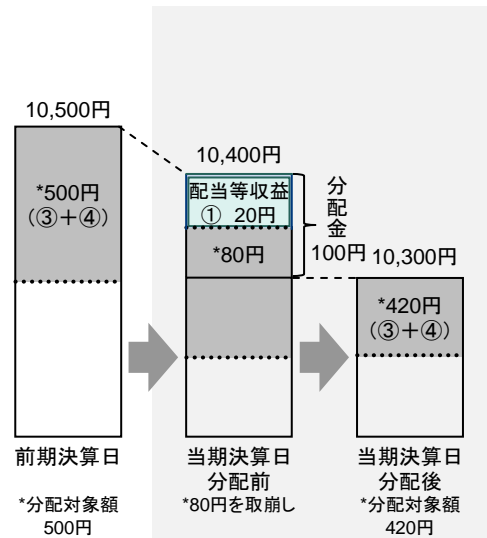 10,500円
*500円
(③+④)
前期決算日
*分配対象額
500円
10,400円
配当等収益
① 20円
*80円
分配金
100円
当期決算日
分配前
*80円を取崩し
10,300円
*420円
(③+④)
当期決算日
分配後
*分配対象額
420円